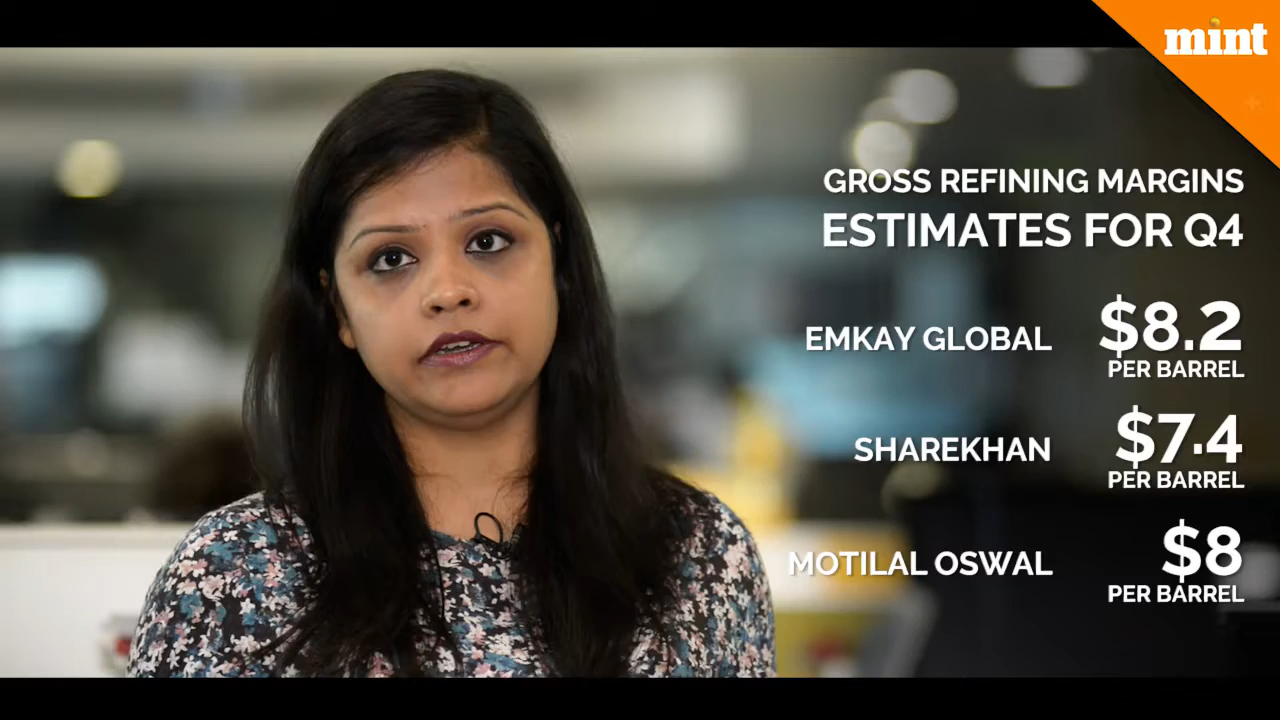 mint
GROSS REFINING MARGINS
ESTIMATES FOR Q4
EMKAY GLOBAL
$8.2
PER BARREL
SHAREKHAN
$7.4
PER BARREL
MOTILAL OSWAL
$8
PER BARREL